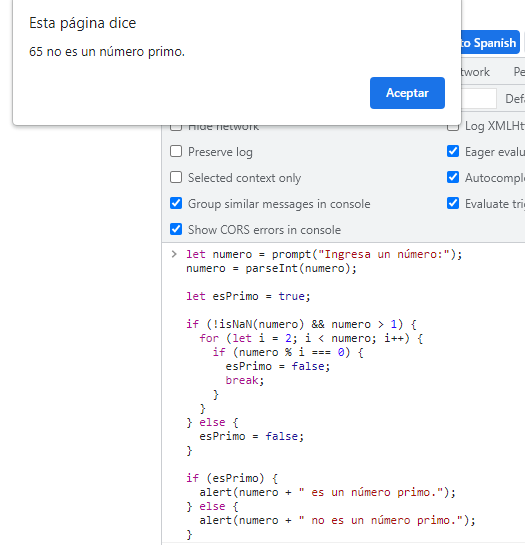 Esta página dice
65 no es un número primo.
Aceptar
to Spanish
twork
Pe
Defa
Hide network
Log XMLHt
Preserve log
Eager evalu
Selected context only
Autocomple
Group similar messages in console
Evaluate trig
Show CORS errors in console
> let numero = prompt("Ingresa un número:");
numero = parseInt(numero);
let esPrimo = true;
if (!isNaN(numero) && numero > 1) {
for (let i = 2; i < numero; i++) {
if (numero % i === 0) {
esPrimo = false;
break;
}
}
} else {
esPrimo = false;
}
if (esPrimo) {
alert(numero + " es un número primo.");
} else {
alert(numero + " no es un número primo.");
}